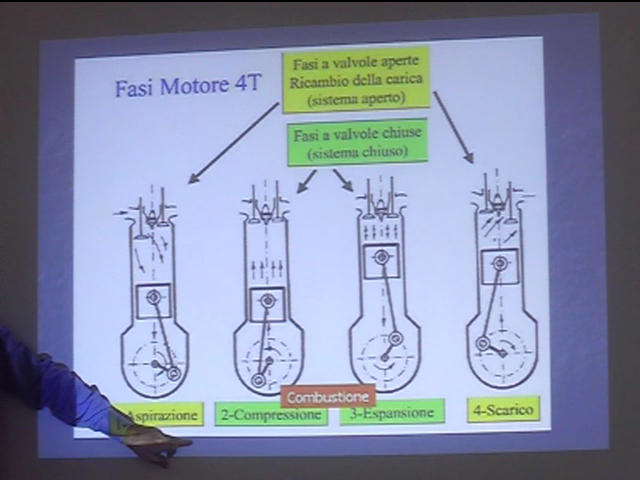 Fasi Motore 4T
Fasi a valvole aperte
Ricambio della carica
(sistema aperto)
Fasi a valvole chiuse
(sistema chiuso)
Combustione
1-Aspirazione
2-Compressione
3-Espansione
4-Scarico